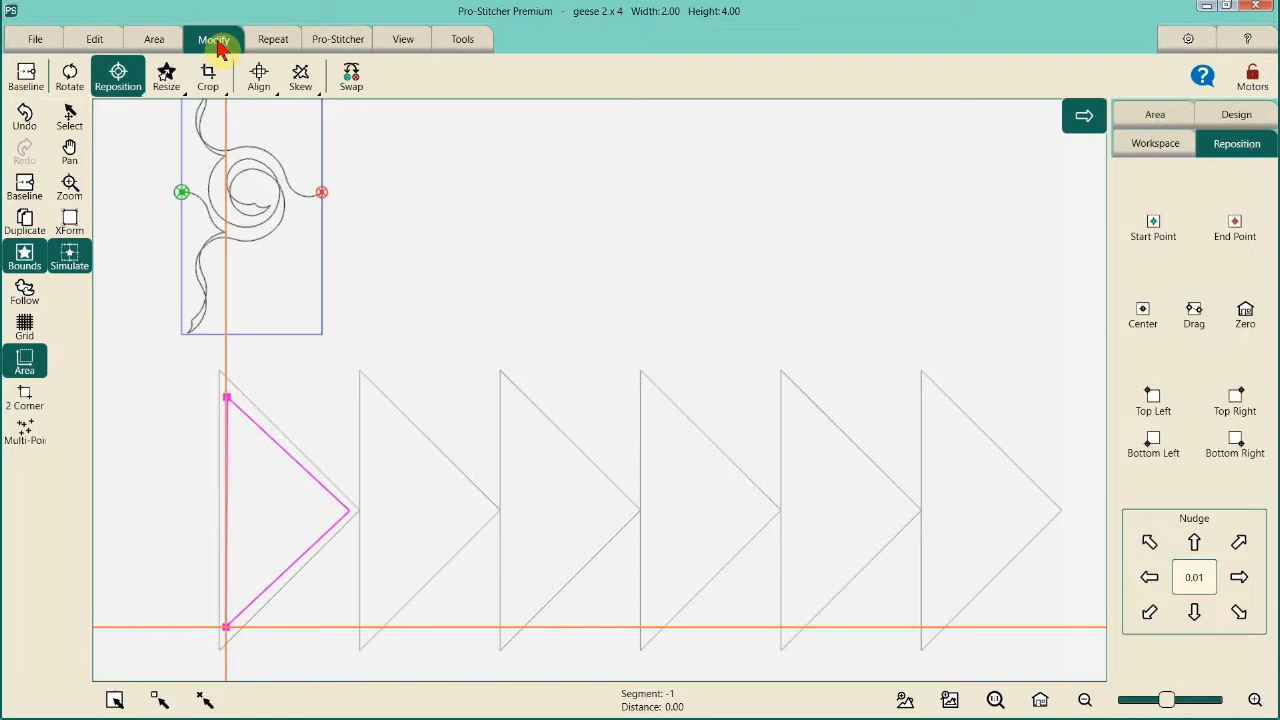 PS Pro-Stitcher Premium - geese 2 x 4 Width:2.00 Height:4.00
File Edit Area Modify Repeat Pro-Stitcher View Tools ?
Baseline Rotate Reposition Resize Crop Align Skew Swap ? Motors
Undo Select
Redo Pan
Baseline Zoom
Duplicate XForm
Bounds Simulate
Follow
Grid
Area
2 Corner
Multi-Poi
Area Design
Workspace Reposition
Start Point End Point
Center Drag Zero
Top Left Top Right
Bottom Left Bottom Right
Nudge
0.01
Segment: -1
Distance: 0.00
1:1